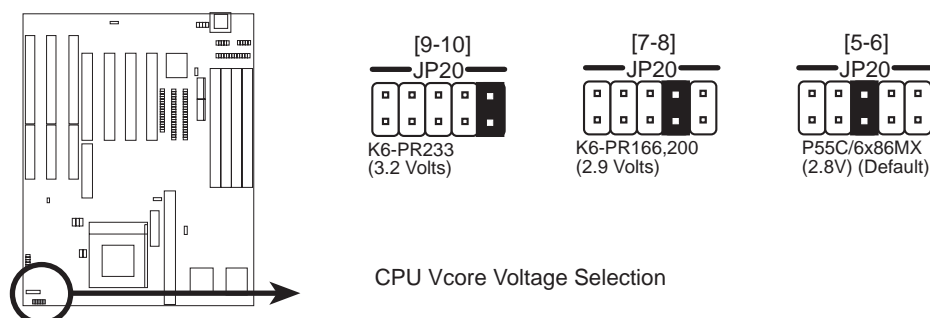 [9-10]
JP20
K6-PR233
(3.2 Volts)
[7-8]
JP20
K6-PR166,200
(2.9 Volts)
[5-6]
JP20
P55C/6x86MX
(2.8V) (Default)
CPU Vcore Voltage Selection